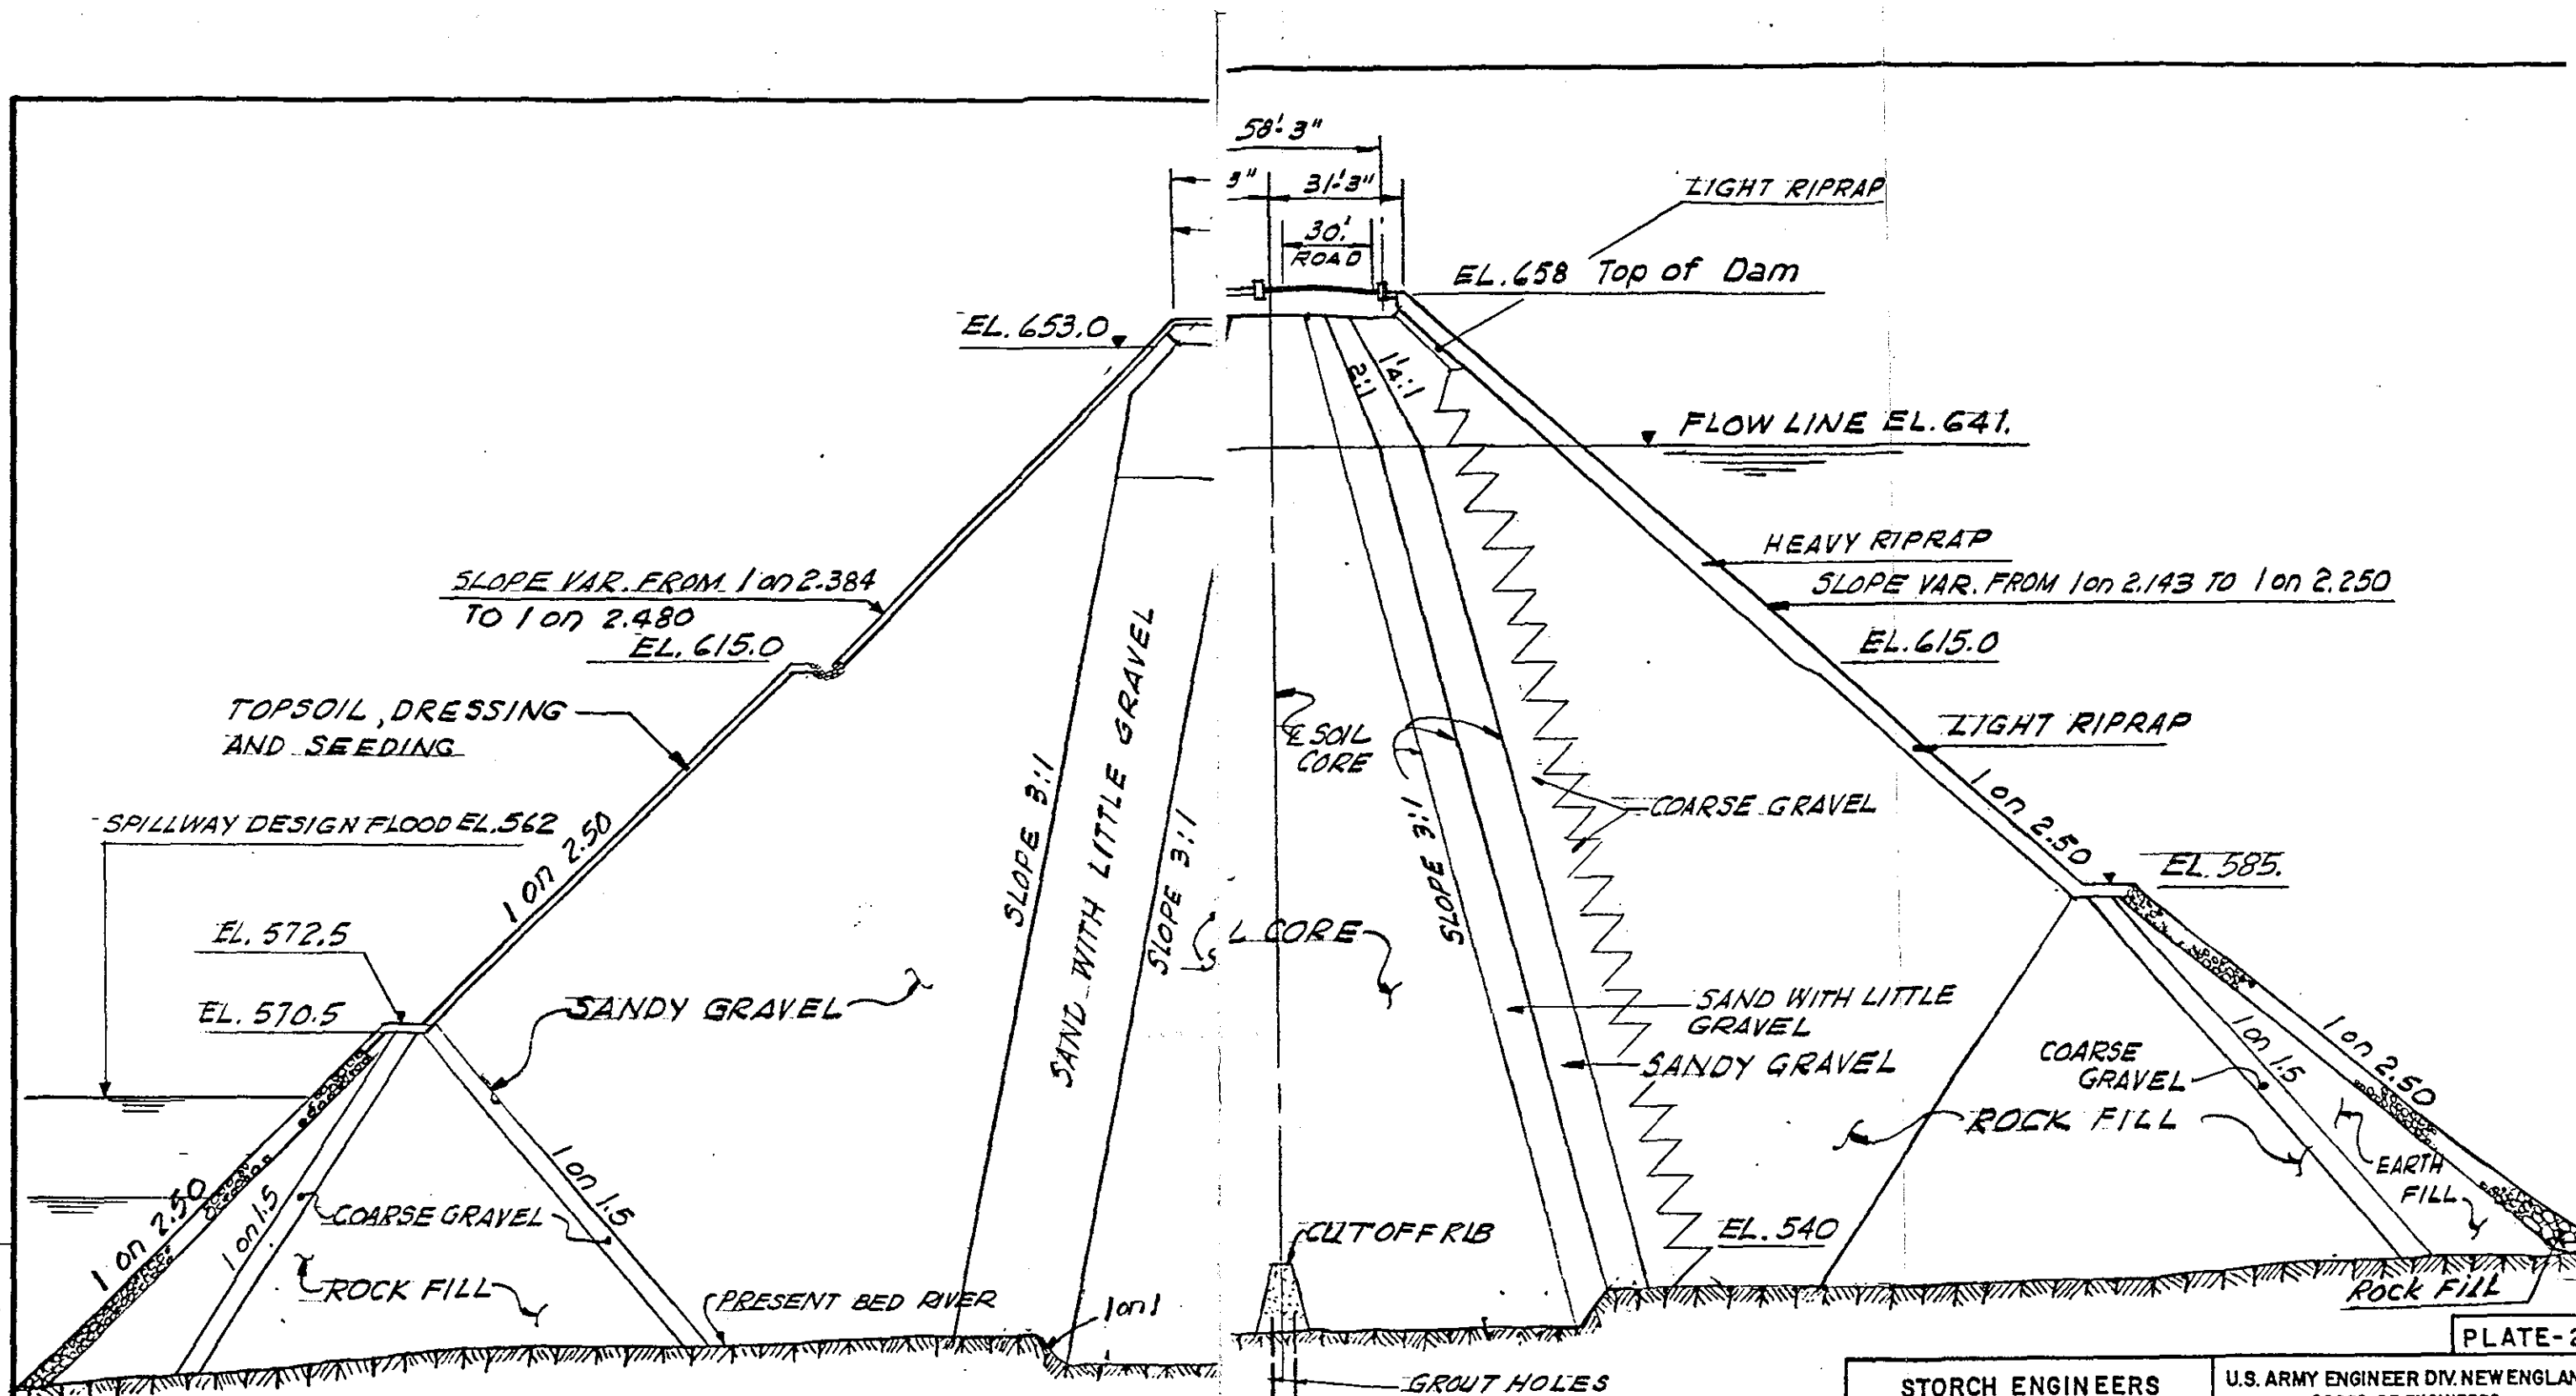 58'-3"
3"
31'-3"
30'
ROAD
LIGHT RIPRAP
EL. 658 Top of Dam
EL. 653.0
2:1
1¼:1
FLOW LINE EL. 641.
HEAVY RIPRAP
SLOPE VAR. FROM 1 on 2.384
TO 1 on 2.480
SLOPE VAR. FROM 1 on 2.143 TO 1 on 2.250
EL. 615.0
EL. 615.0
TOPSOIL, DRESSING
AND SEEDING
℄ SOIL
CORE
LIGHT RIPRAP
SLOPE 3:1
SAND WITH LITTLE GRAVEL
SLOPE 3:1
SLOPE 3:1
COARSE GRAVEL
1 on 2.50
SPILLWAY DESIGN FLOOD EL. 562
1 on 2.50
EL. 585.
EL. 572.5
S
L CORE
EL. 570.5
SANDY GRAVEL
SAND WITH LITTLE
GRAVEL
SANDY GRAVEL
COARSE
GRAVEL
1 on 1.5
1 on 2.50
ROCK FILL
EARTH
FILL
1 on 2.50
1 on 1.5
COARSE GRAVEL
1 on 1.5
ROCK FILL
CUTOFF RIB
EL. 540
PRESENT BED RIVER
1 on 1
ROCK FILL
GROUT HOLES
PLATE-2
STORCH ENGINEERS
U.S. ARMY ENGINEER DIV. NEW ENGLAN